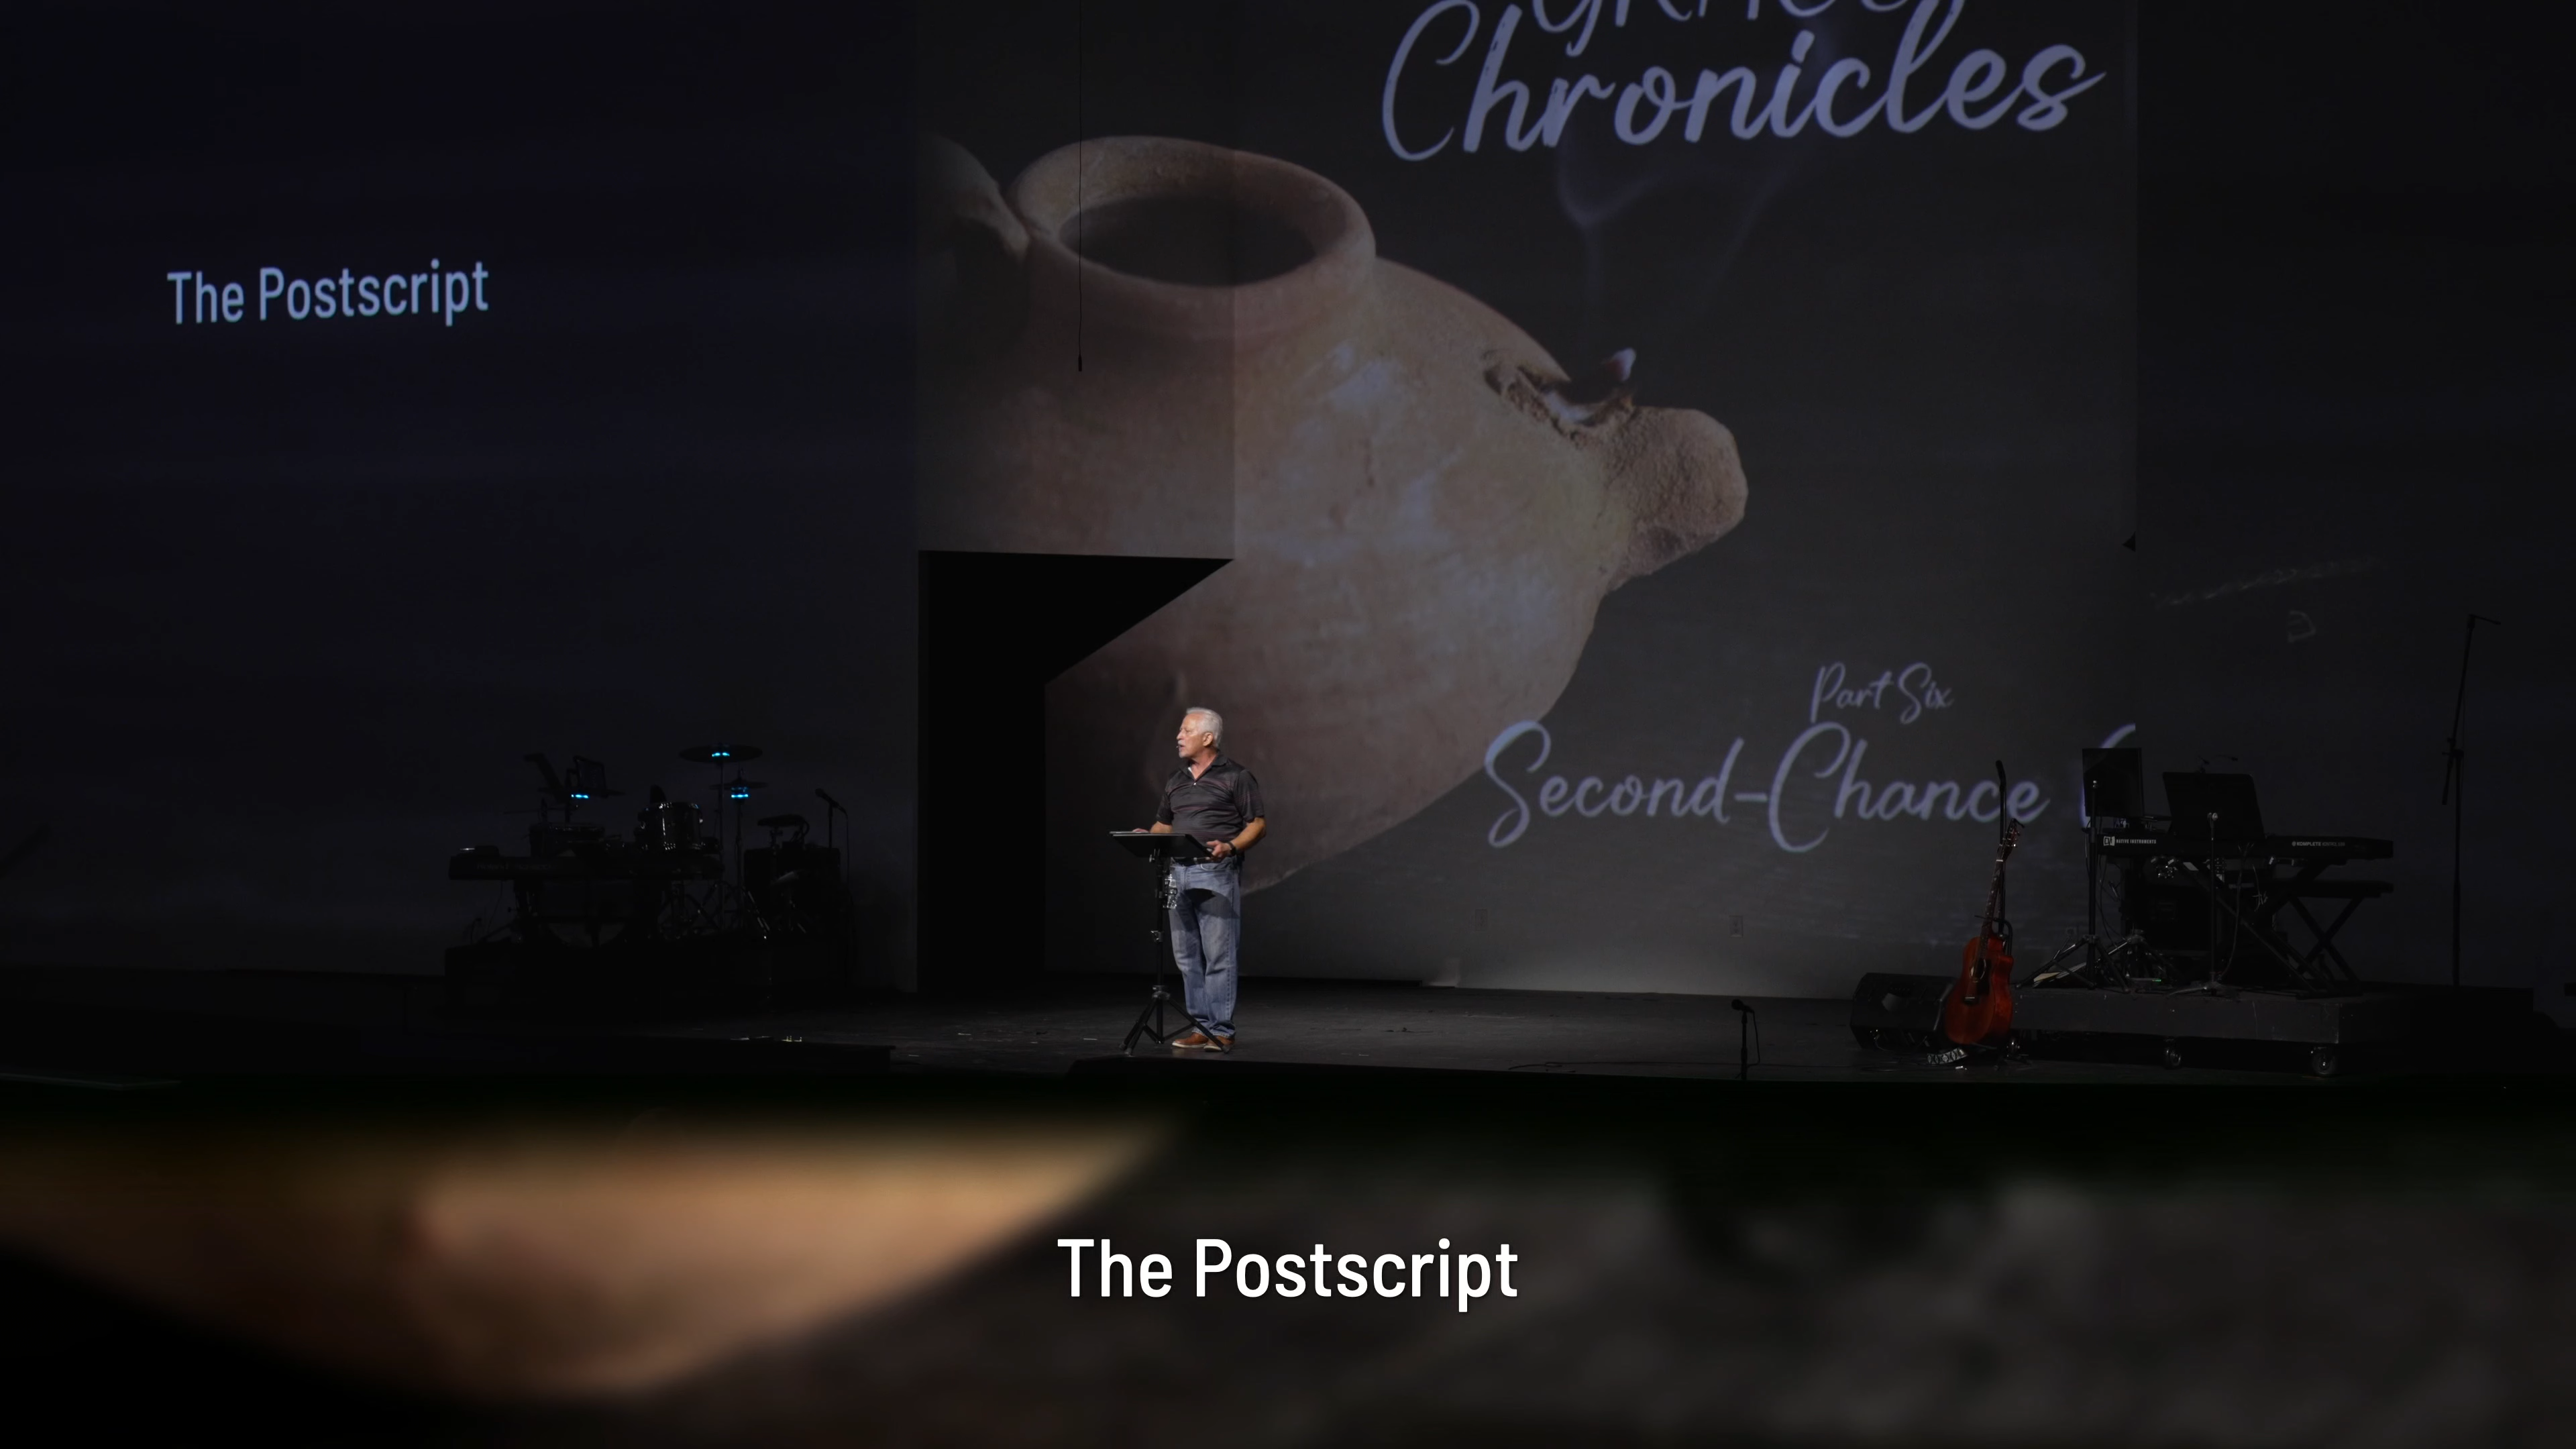 Chronicles
The Postscript
Part Six
Second-Chance
The Postscript